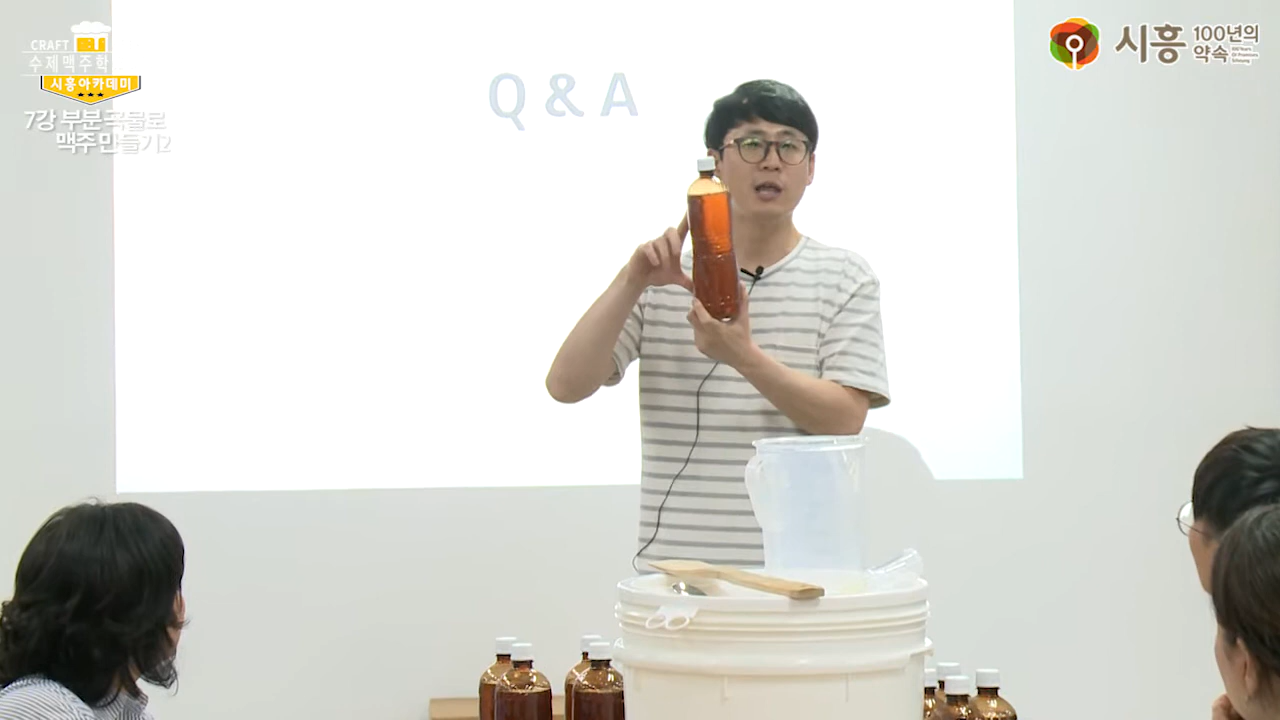 CRAFT
수제맥주학
시흥아카데미
7강 부분곡물로
맥주만들기2
Q & A
시흥
100년의
약속